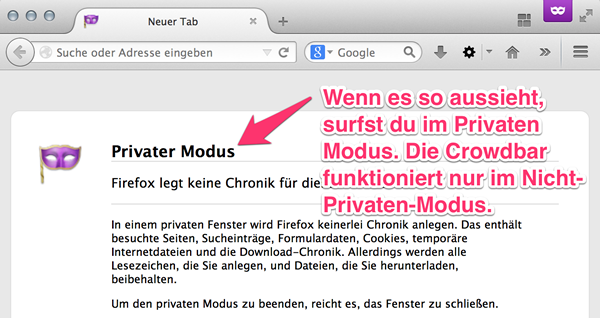 Neuer Tab
Suche oder Adresse eingeben
Google
Wenn es so aussieht,
surfst du im Privaten
Modus. Die Crowdbar
funktioniert nur im Nicht-
Privaten-Modus.
Privater Modus
Firefox legt keine Chronik für
In einem privaten Fenster wird Firefox keinerlei Chronik anlegen. Das enthält
besuchte Seiten, Sucheinträge, Formulardaten, Cookies, temporäre
Internetdateien und die Download-Chronik. Allerdings werden alle
Lesezeichen, die Sie anlegen, und Dateien, die Sie herunterladen,
beibehalten.
Um den privaten Modus zu beenden, reicht es, das Fenster zu schließen.